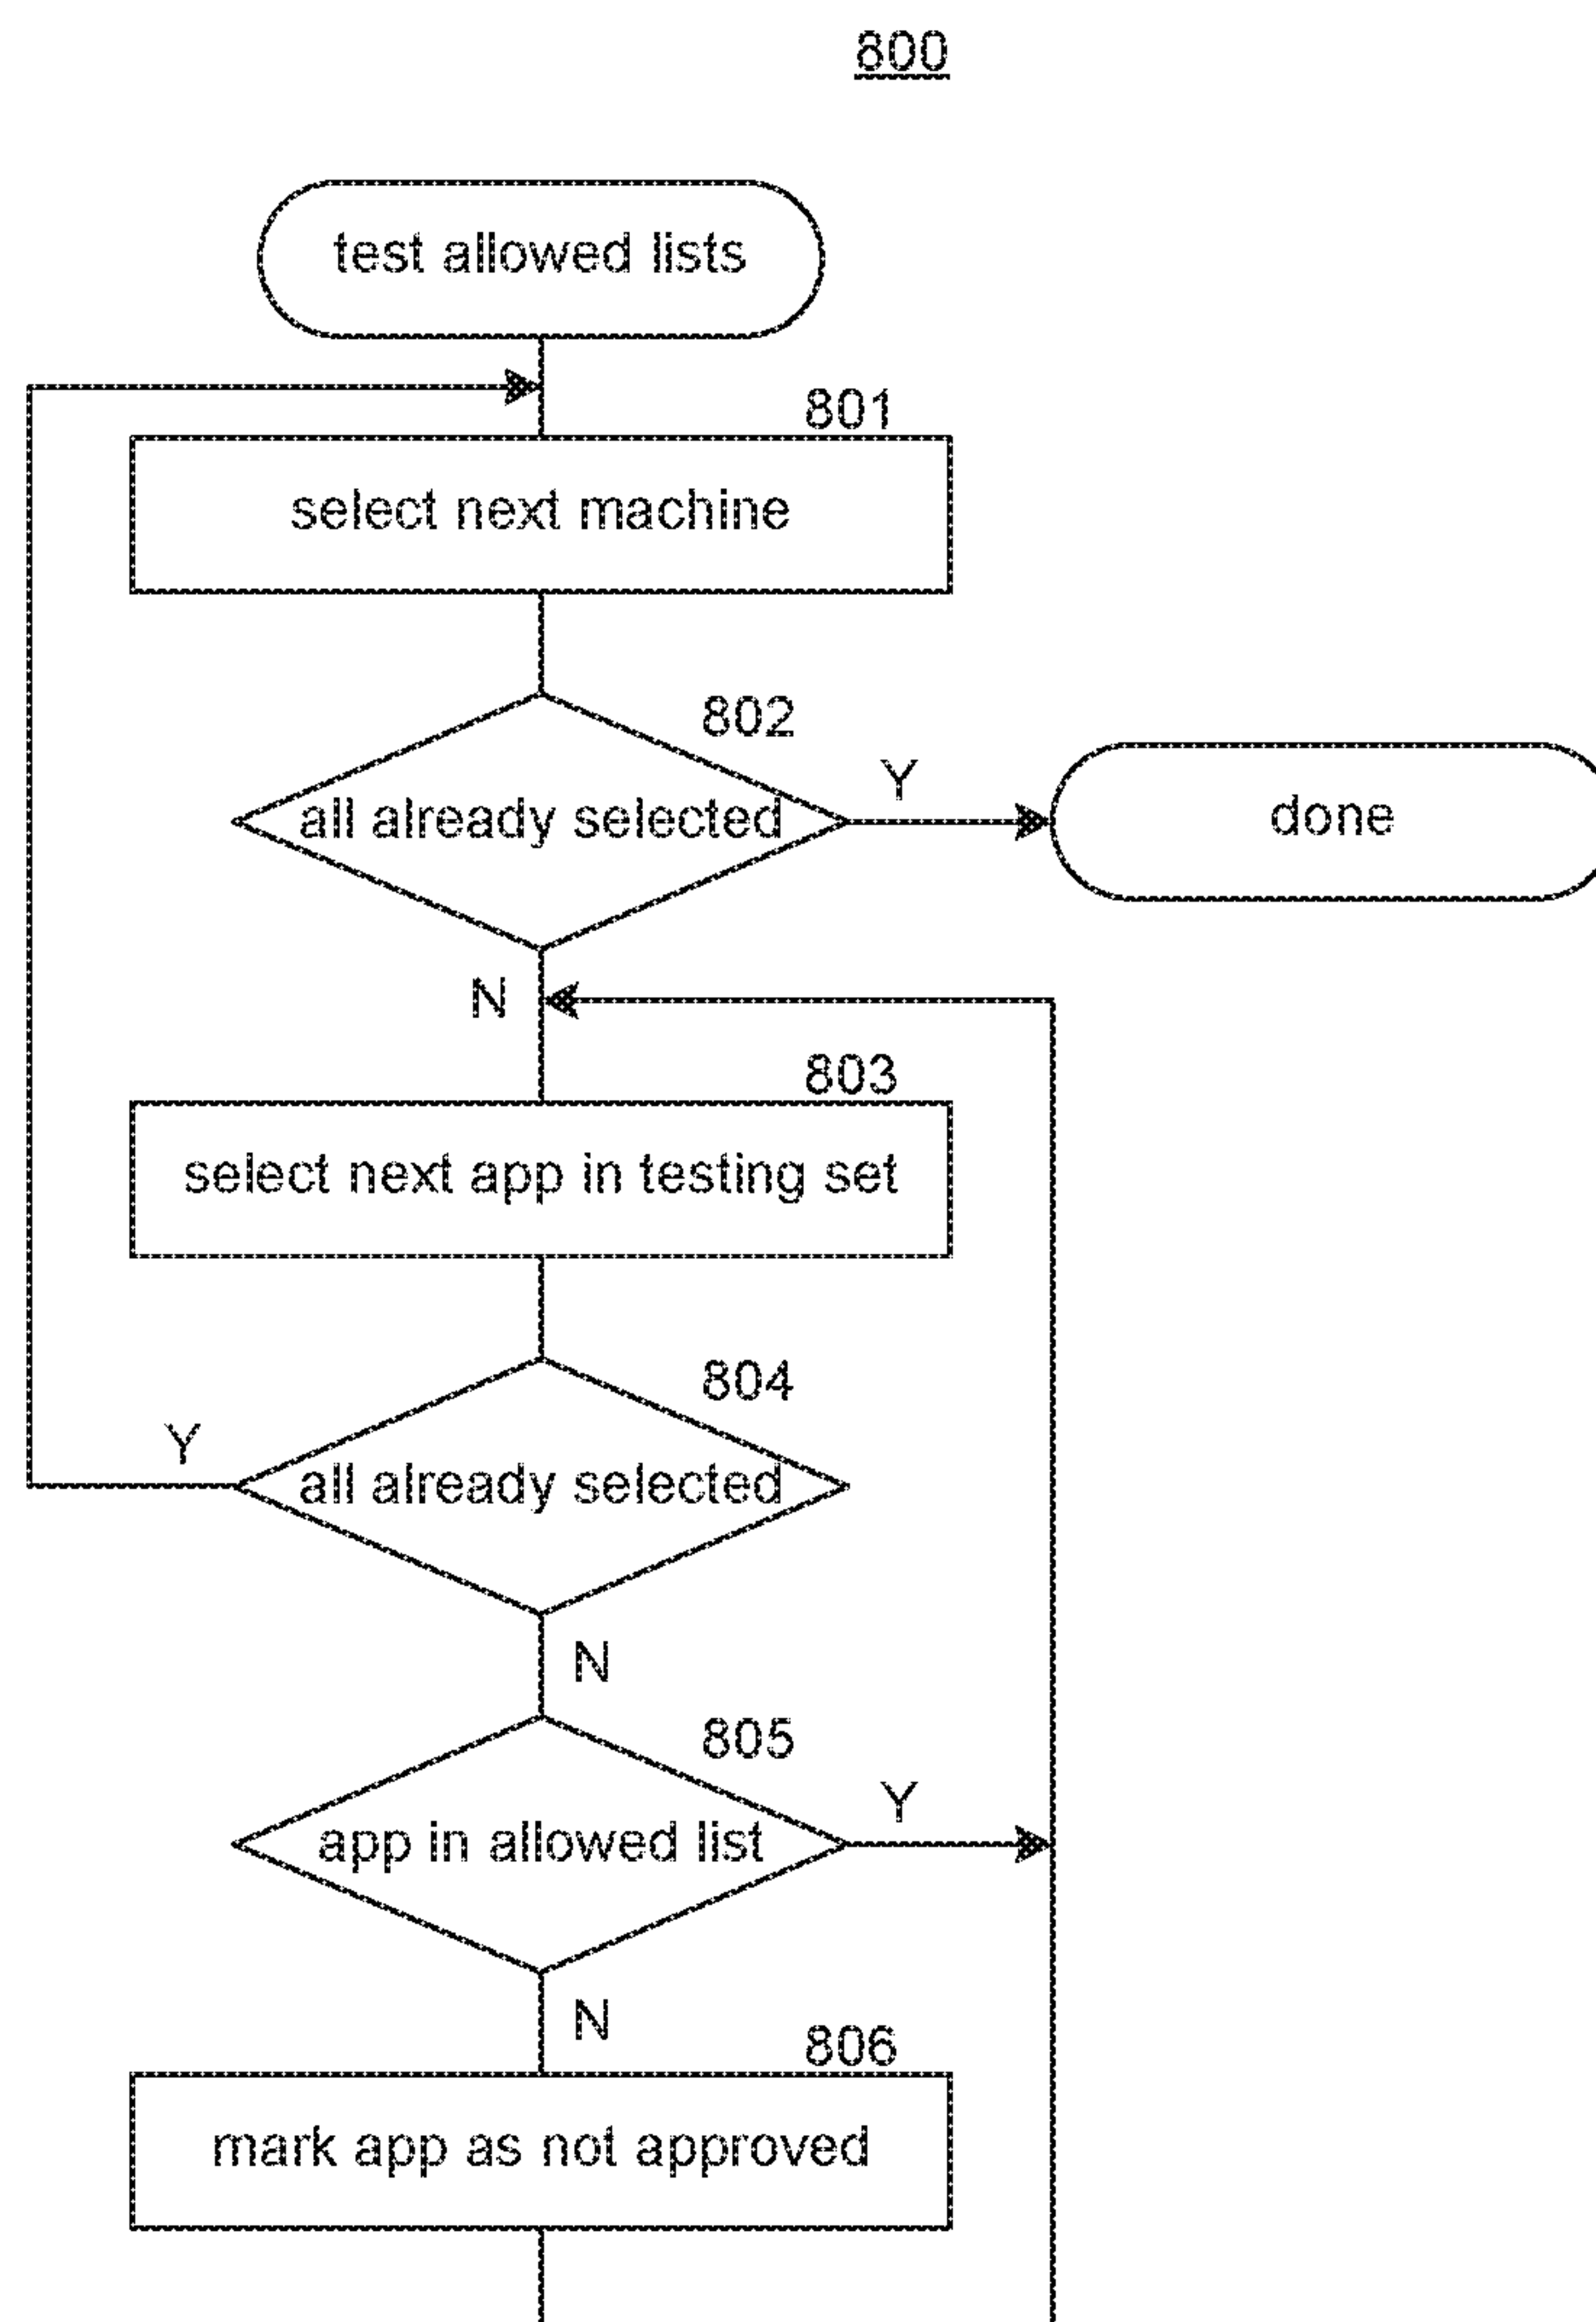 800
test allowed lists
801
select next machine
802
all already selected
Y
done
N
803
select next app in testing set
804
all already selected
Y
N
805
app in allowed list
Y
N
806
mark app as not approved